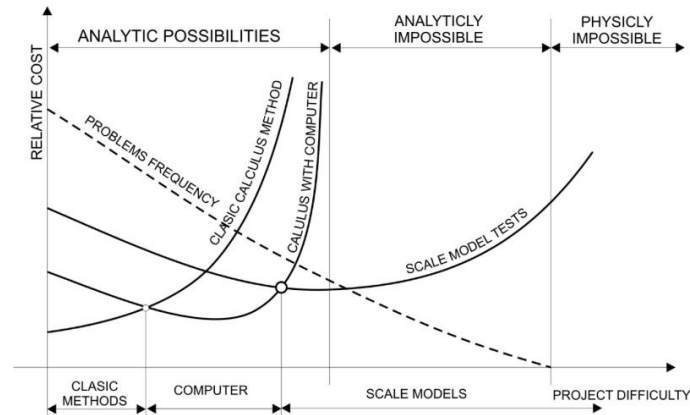 ANALYTIC POSSIBILITIES
ANALYTICLY
IMPOSSIBLE
PHYSICLY
IMPOSSIBLE
RELATIVE COST
PROBLEMS FREQUENCY
CLASIC CALCULUS METHOD
CALULUS WITH COMPUTER
SCALE MODEL TESTS
CLASIC
METHODS
COMPUTER
SCALE MODELS
PROJECT DIFFICULTY